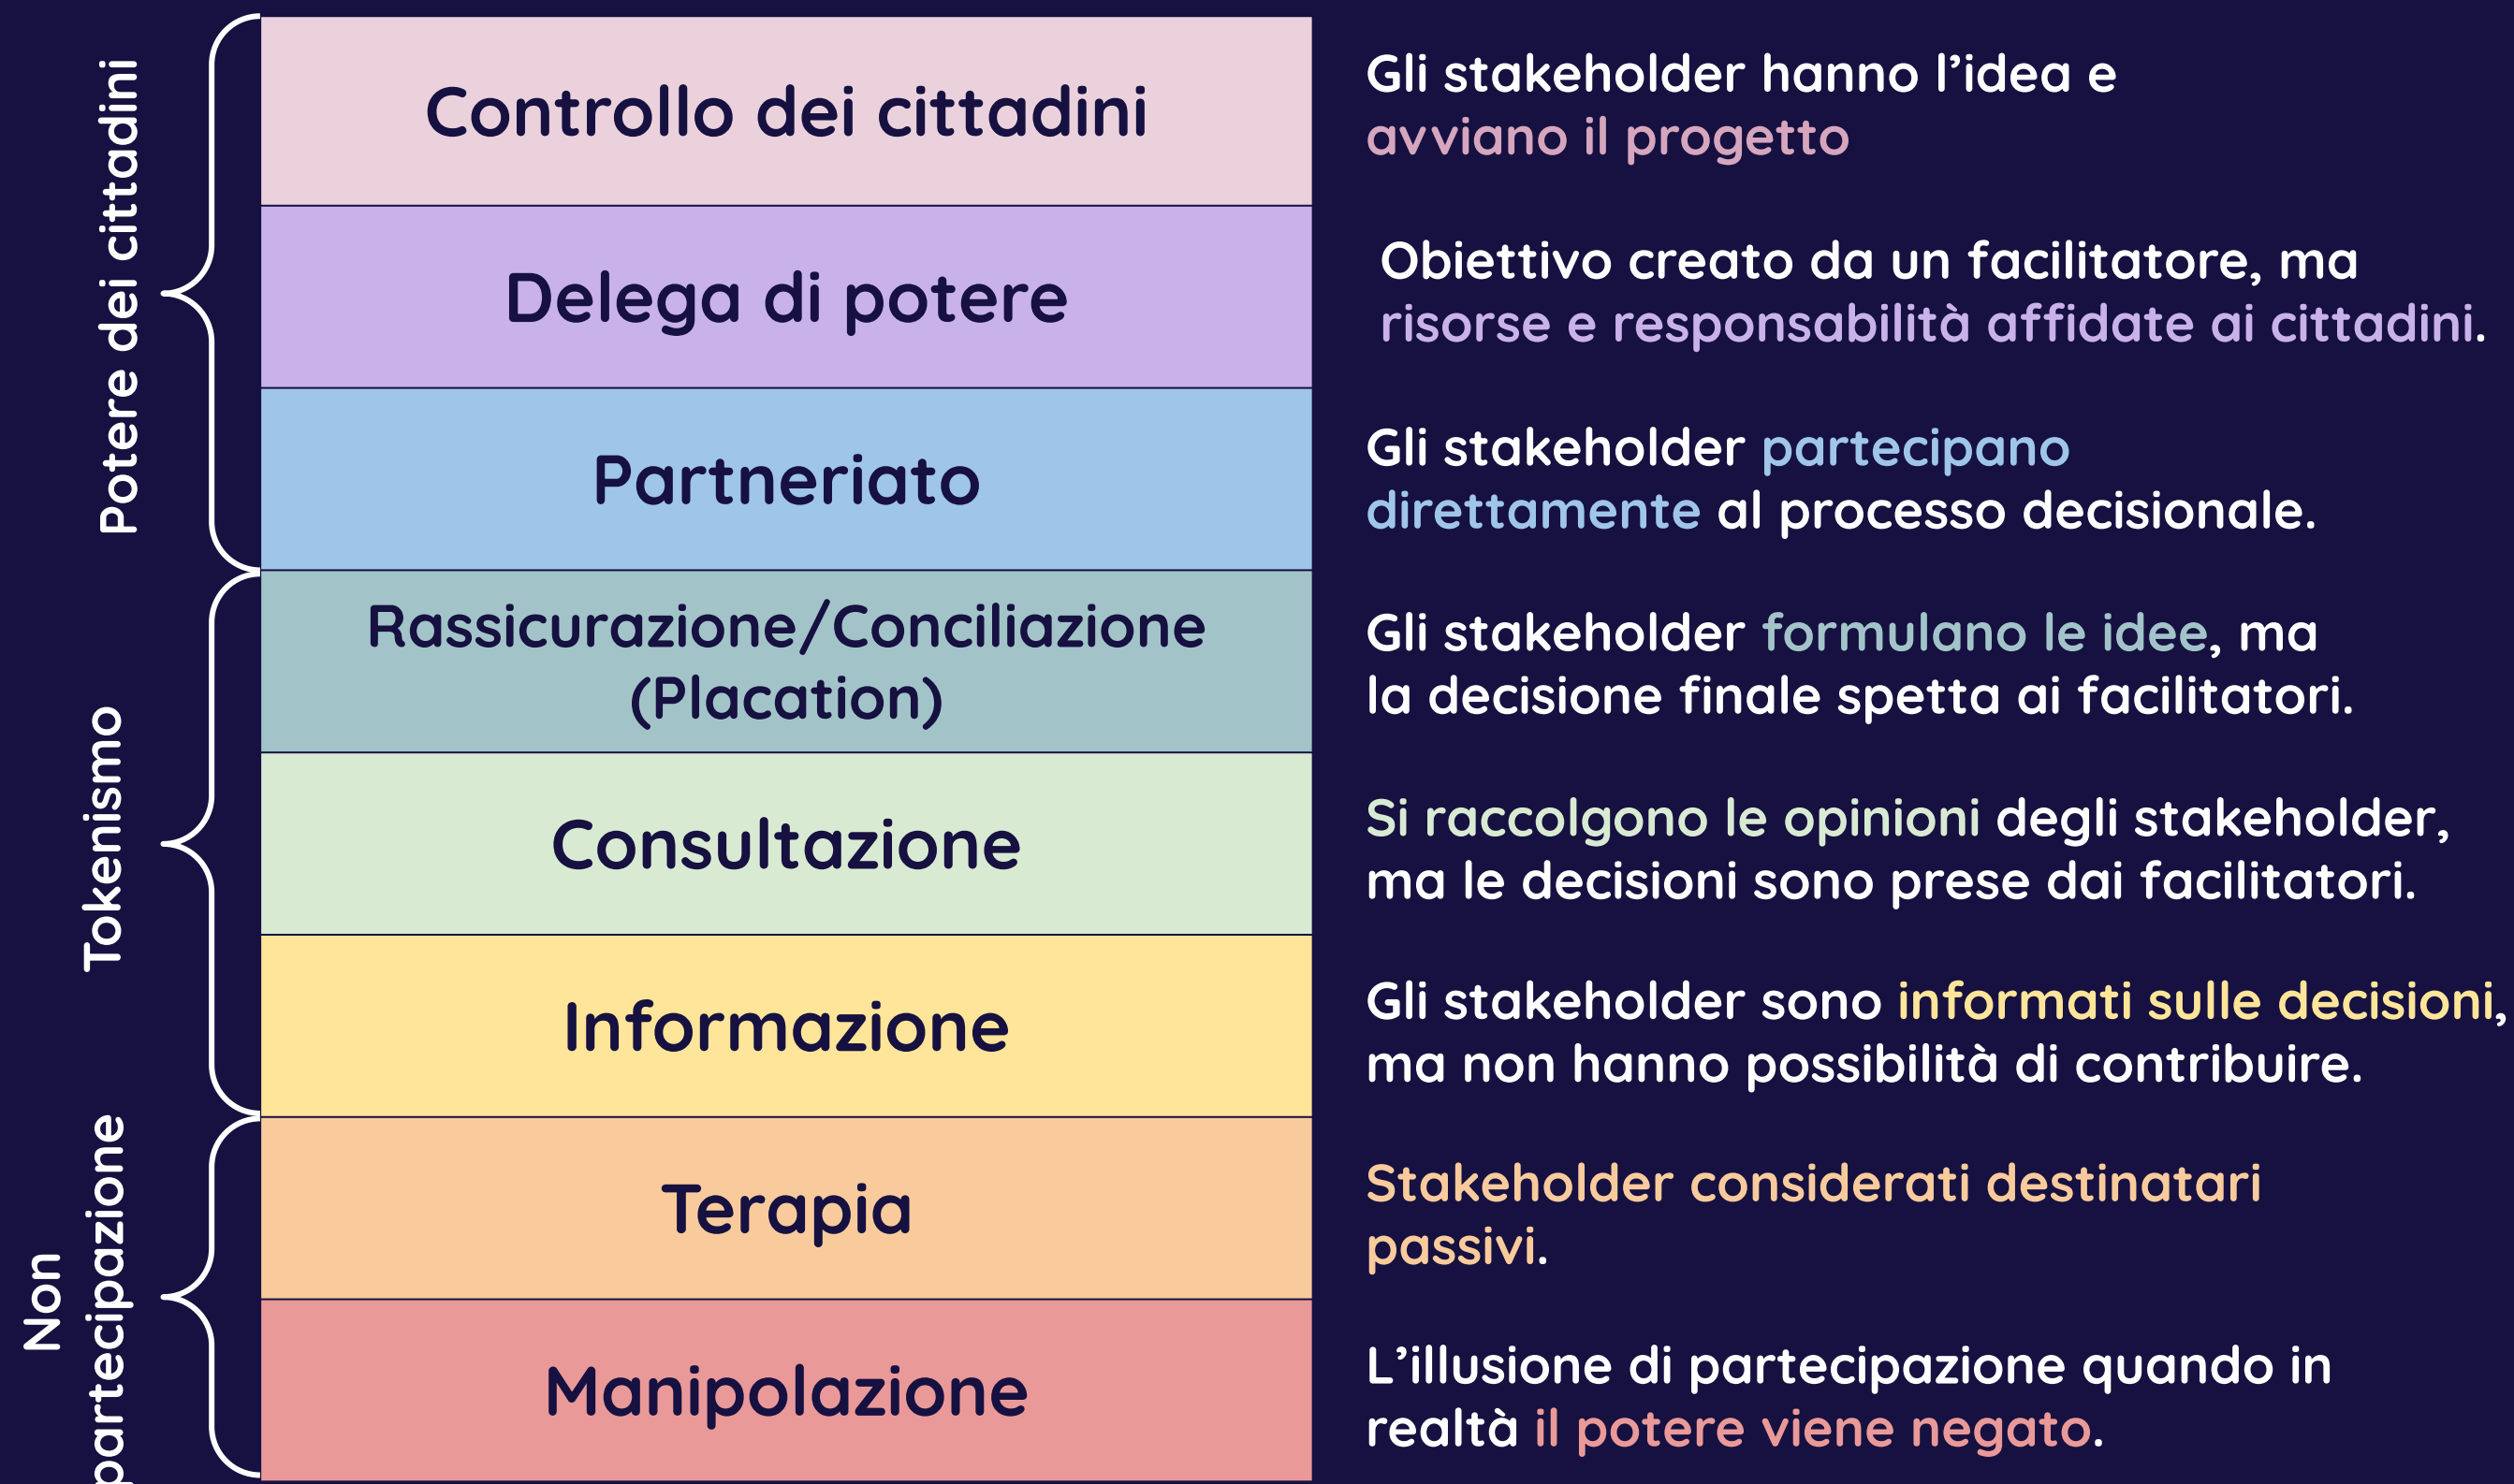 Potere dei cittadini
Controllo dei cittadini
Gli stakeholder hanno l’idea e
avviano il progetto
Delega di potere
Obiettivo creato da un facilitatore, ma
risorse e responsabilità affidate ai cittadini.
Partneriato
Gli stakeholder partecipano
direttamente al processo decisionale.
Tokenismo
Rassicurazione/Conciliazione
(Placation)
Gli stakeholder formulano le idee, ma
la decisione finale spetta ai facilitatori.
Consultazione
Si raccolgono le opinioni degli stakeholder,
ma le decisioni sono prese dai facilitatori.
Informazione
Gli stakeholder sono informati sulle decisioni,
ma non hanno possibilità di contribuire.
Non
partecipazione
Terapia
Stakeholder considerati destinatari
passivi.
Manipolazione
L’illusione di partecipazione quando in
realtà il potere viene negato.